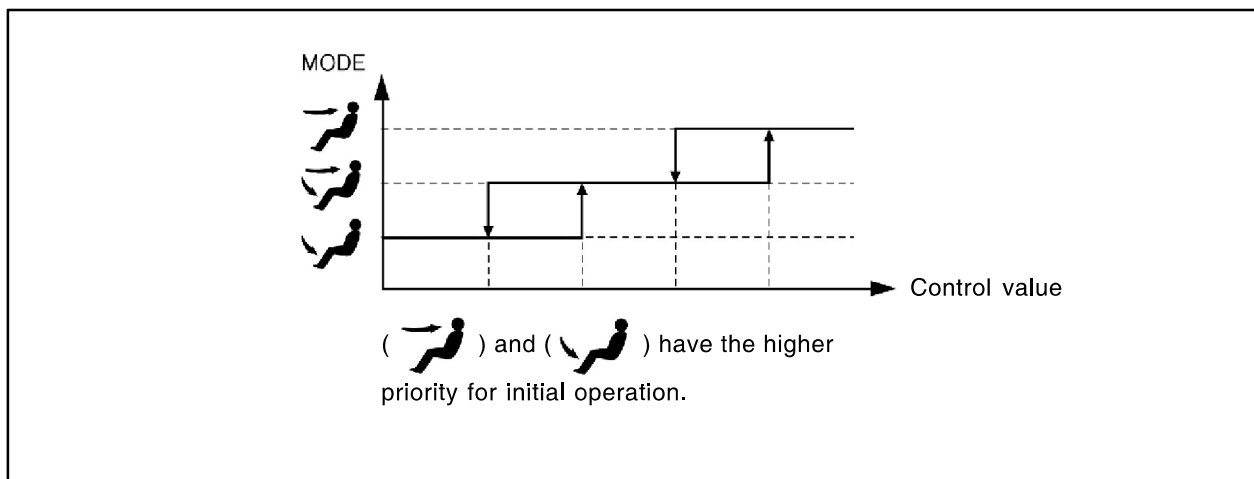 MODE
Control value
( ) and ( ) have the higher
priority for initial operation.